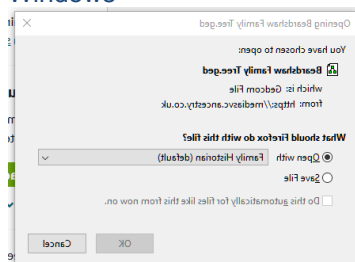 Windows
Opening Beardshaw Family Tree.ged
You have chosen to open:
Beardshaw Family Tree.ged
which is: Gedcom File
from: https://mediasvc.ancestry.co.uk
What should Firefox do with this file?
Open with Family Historian (default)
Save File
Do this automatically for files like this from now on.
OK Cancel